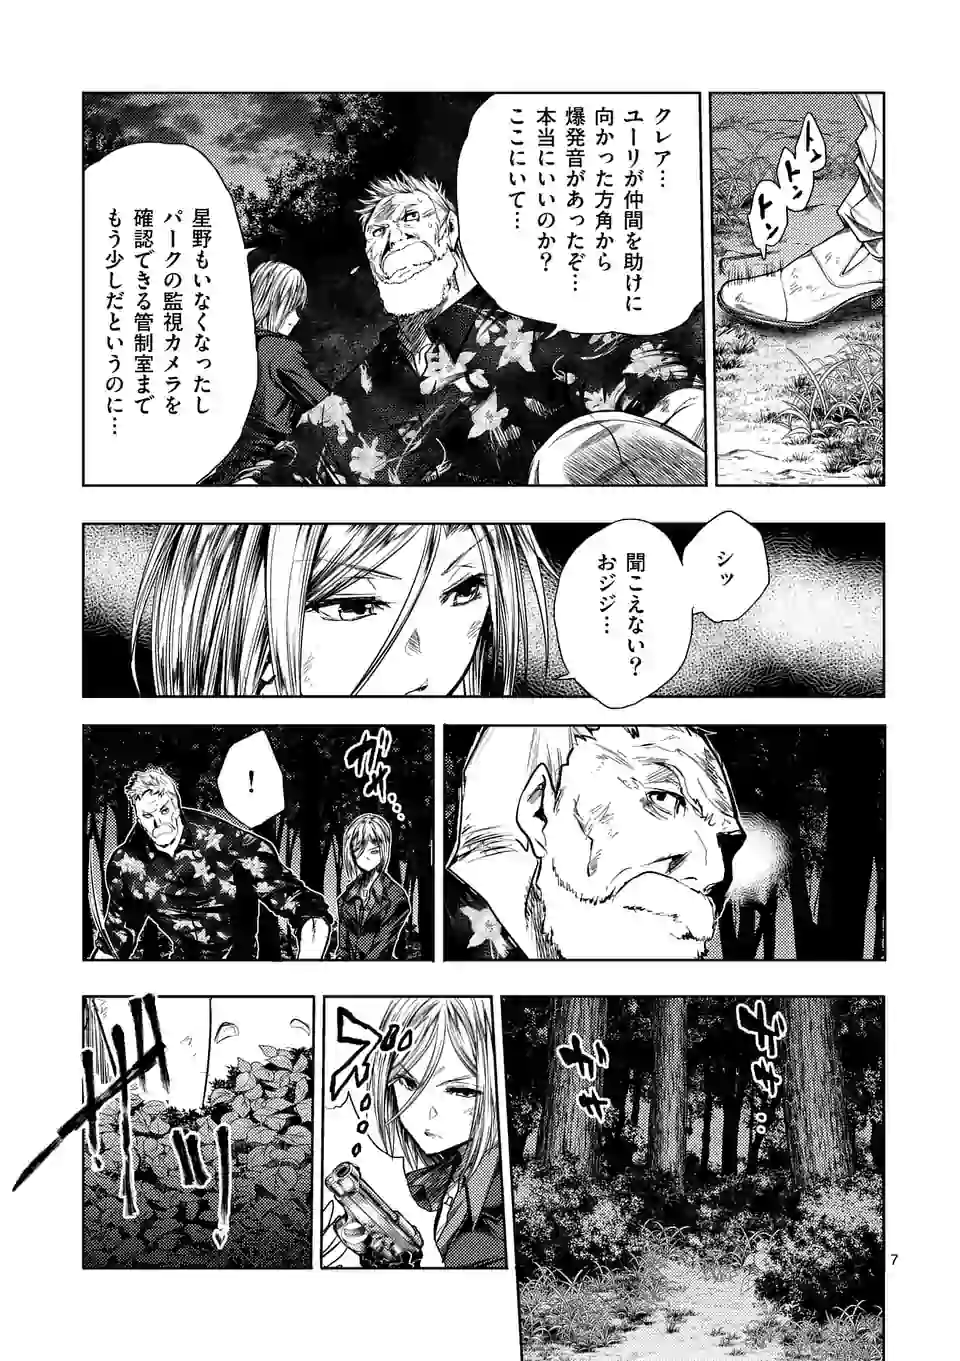 トン
トン
クレア…
ユーリが仲間を助けに
向かった方角から
爆発音があったぞ…
本当にいいのか?
ここにいて…
星野もいなくなったし
パークの監視カメラを
確認できる管制室まで
もう少しだというのに…
シッ
聞こえない?
おジジ…
ガサ…
!
チキ…
チキ
ガサッ
7